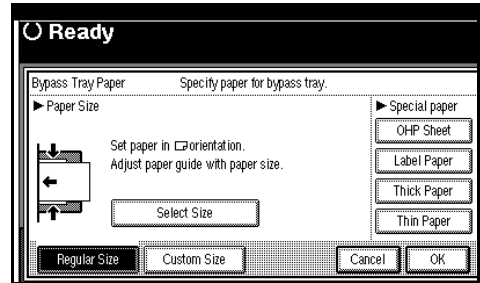 Ready
Bypass Tray Paper Specify paper for bypass tray.
► Paper Size
Set paper in orientation.
Adjust paper guide with paper size.
Select Size
► Special paper
OHP Sheet
Label Paper
Thick Paper
Thin Paper
Regular Size Custom Size Cancel OK